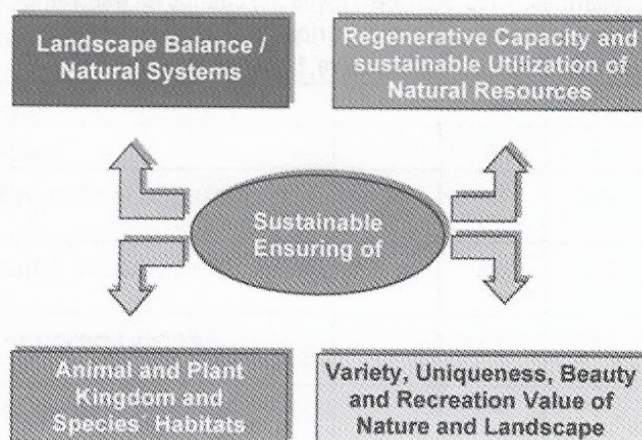 Landscape Balance /
Natural Systems
Regenerative Capacity and
sustainable Utilization of
Natural Resources
Sustainable
Ensuring of
Animal and Plant
Kingdom and
Species´ Habitats
Variety, Uniqueness, Beauty
and Recreation Value of
Nature and Landscape